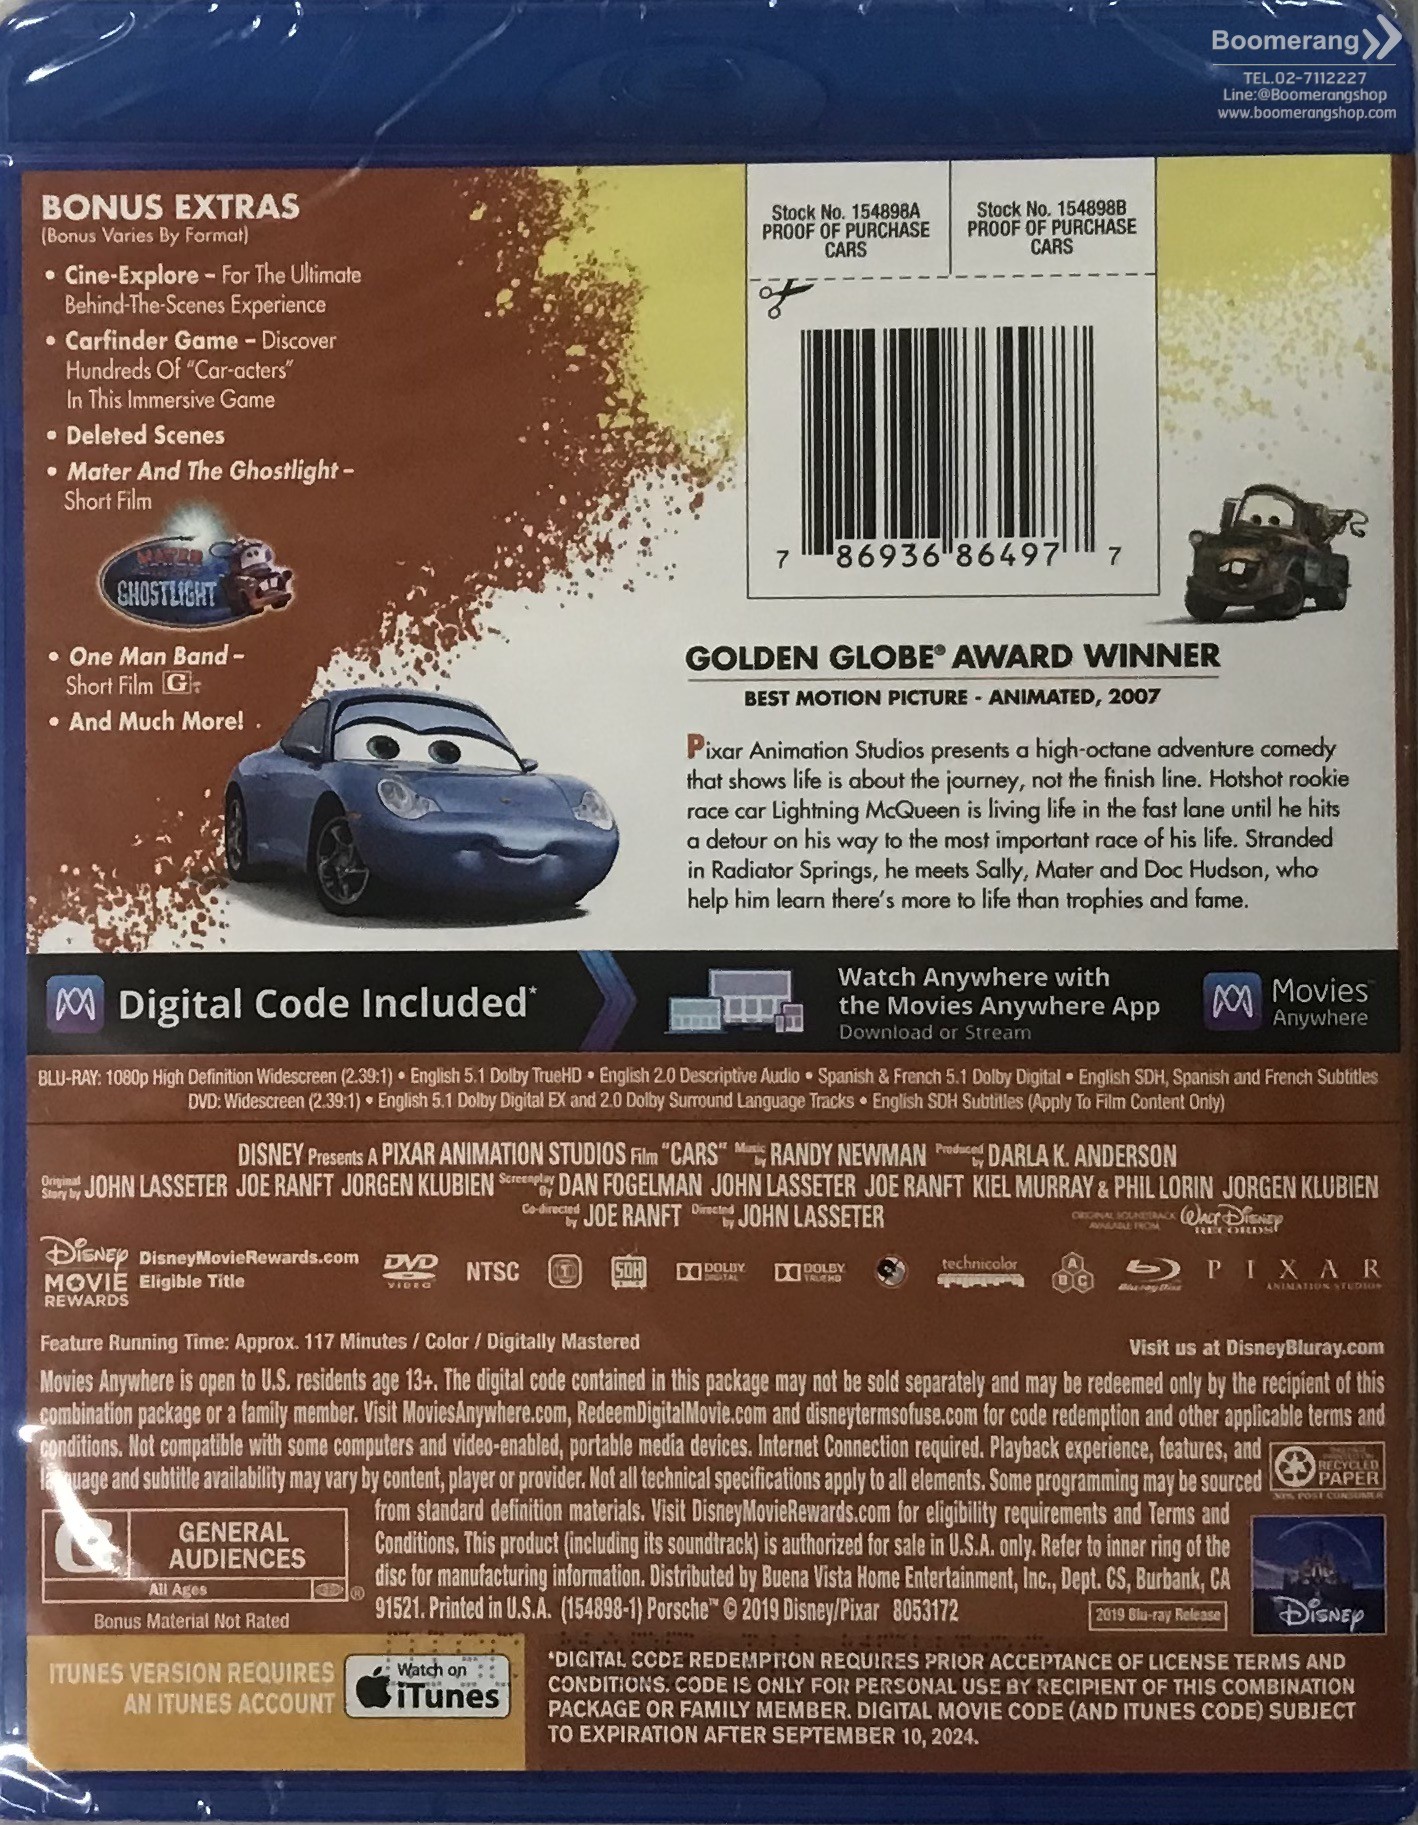 Boomerang
TEL.02-7112227
Line:@Boomerangshop
www.boomerangshop.com
BONUS EXTRAS
(Bonus Varies By Format)
• Cine-Explore – For The Ultimate
Behind-The-Scenes Experience
• Carfinder Game – Discover
Hundreds Of "Car-acters"
In This Immersive Game
• Deleted Scenes
• Mater And The Ghostlight –
Short Film
MATER
GHOSTLIGHT
• One Man Band –
Short Film G
• And Much More!
Stock No. 154898A
PROOF OF PURCHASE
CARS
Stock No. 154898B
PROOF OF PURCHASE
CARS
7 86936 86497 7
GOLDEN GLOBE® AWARD WINNER
BEST MOTION PICTURE - ANIMATED, 2007
Pixar Animation Studios presents a high-octane adventure comedy
that shows life is about the journey, not the finish line. Hotshot rookie
race car Lightning McQueen is living life in the fast lane until he hits
a detour on his way to the most important race of his life. Stranded
in Radiator Springs, he meets Sally, Mater and Doc Hudson, who
help him learn there's more to life than trophies and fame.
Digital Code Included*
Watch Anywhere with
the Movies Anywhere App
Download or Stream
Movies
Anywhere
BLU-RAY: 1080p High Definition Widescreen (2.39:1) • English 5.1 Dolby TrueHD • English 2.0 Descriptive Audio • Spanish & French 5.1 Dolby Digital • English SDH, Spanish and French Subtitles
DVD: Widescreen (2.39:1) • English 5.1 Dolby Digital EX and 2.0 Dolby Surround Language Tracks • English SDH Subtitles (Apply To Film Content Only)
DISNEY Presents A PIXAR ANIMATION STUDIOS Film "CARS" Music by RANDY NEWMAN Produced by DARLA K. ANDERSON
Original Story by JOHN LASSETER JOE RANFT JORGEN KLUBIEN Screenplay By DAN FOGELMAN JOHN LASSETER JOE RANFT KIEL MURRAY & PHIL LORIN JORGEN KLUBIEN
Co-directed by JOE RANFT Directed by JOHN LASSETER
ORIGINAL SOUNDTRACK AVAILABLE FROM WALT DISNEY RECORDS
DISNEY
MOVIE
REWARDS
DisneyMovieRewards.com
Eligible Title
DVD VIDEO
NTSC
SDH
DOLBY DIGITAL
DOLBY TRUEHD
technicolor
A B C
Blu-ray Disc
PIXAR
ANIMATION STUDIOS
Feature Running Time: Approx. 117 Minutes / Color / Digitally Mastered
Visit us at DisneyBluray.com
Movies Anywhere is open to U.S. residents age 13+. The digital code contained in this package may not be sold separately and may be redeemed only by the recipient of this
combination package or a family member. Visit MoviesAnywhere.com, RedeemDigitalMovie.com and disneytermsofuse.com for code redemption and other applicable terms and
conditions. Not compatible with some computers and video-enabled, portable media devices. Internet Connection required. Playback experience, features, and
language and subtitle availability may vary by content, player or provider. Not all technical specifications apply to all elements. Some programming may be sourced
from standard definition materials. Visit DisneyMovieRewards.com for eligibility requirements and Terms and
Conditions. This product (including its soundtrack) is authorized for sale in U.S.A. only. Refer to inner ring of the
disc for manufacturing information. Distributed by Buena Vista Home Entertainment, Inc., Dept. CS, Burbank, CA
91521. Printed in U.S.A. (154898-1) Porsche™ © 2019 Disney/Pixar 8053172
2019 Blu-ray Release
RECYCLED
PAPER
30% POST CONSUMER
DISNEY
G
GENERAL
AUDIENCES
All Ages
®
Bonus Material Not Rated
ITUNES VERSION REQUIRES
AN ITUNES ACCOUNT
Watch on
iTunes
*DIGITAL CODE REDEMPTION REQUIRES PRIOR ACCEPTANCE OF LICENSE TERMS AND
CONDITIONS. CODE IS ONLY FOR PERSONAL USE BY RECIPIENT OF THIS COMBINATION
PACKAGE OR FAMILY MEMBER. DIGITAL MOVIE CODE (AND ITUNES CODE) SUBJECT
TO EXPIRATION AFTER SEPTEMBER 10, 2024.